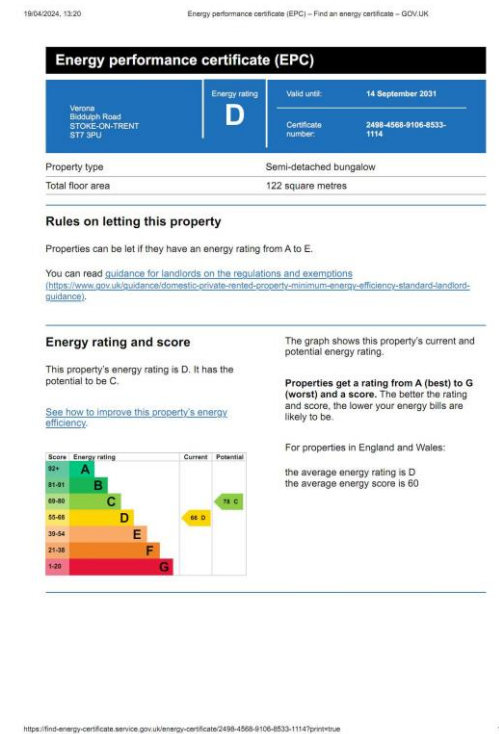 19/04/2024, 13:20
Energy performance certificate (EPC) – Find an energy certificate – GOV.UK
Energy performance certificate (EPC)
Verona
Biddulph Road
STOKE-ON-TRENT
ST7 3PU
Energy rating
D
Valid until:
14 September 2031
Certificate
number:
2498-4568-9106-8533-
1114
Property type
Semi-detached bungalow
Total floor area
122 square metres
Rules on letting this property
Properties can be let if they have an energy rating from A to E.
You can read guidance for landlords on the regulations and exemptions
(https://www.gov.uk/guidance/domestic-private-rented-property-minimum-energy-efficiency-standard-landlord-
guidance).
Energy rating and score
This property's energy rating is D. It has the
potential to be C.
See how to improve this property's energy
efficiency.
Score Energy rating Current Potential
92+ A
81-91 B
69-80 C 78 C
55-68 D 66 D
39-54 E
21-38 F
1-20 G
The graph shows this property's current and
potential energy rating.
Properties get a rating from A (best) to G
(worst) and a score. The better the rating
and score, the lower your energy bills are
likely to be.
For properties in England and Wales:
the average energy rating is D
the average energy score is 60
https://find-energy-certificate.service.gov.uk/energy-certificate/2498-4568-9106-8533-1114?print=true